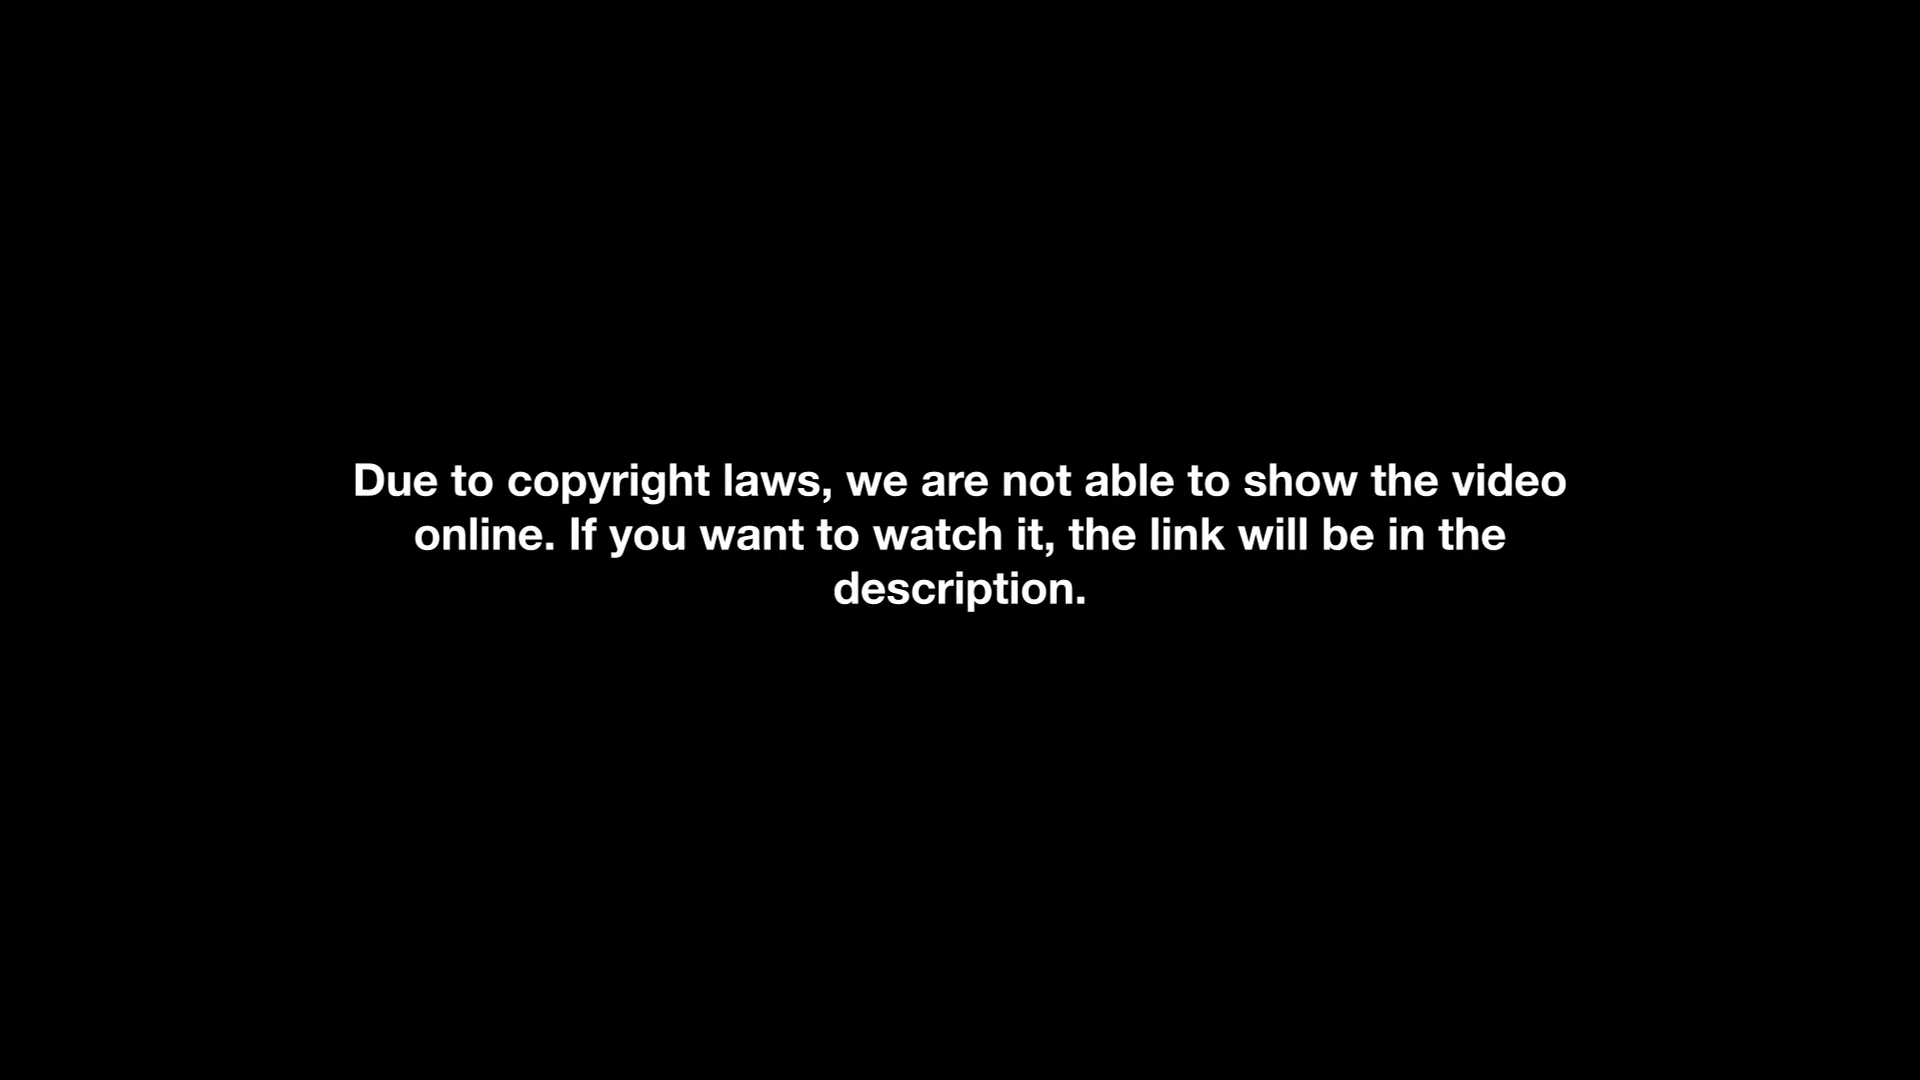 Due to copyright laws, we are not able to show the video
online. If you want to watch it, the link will be in the
description.